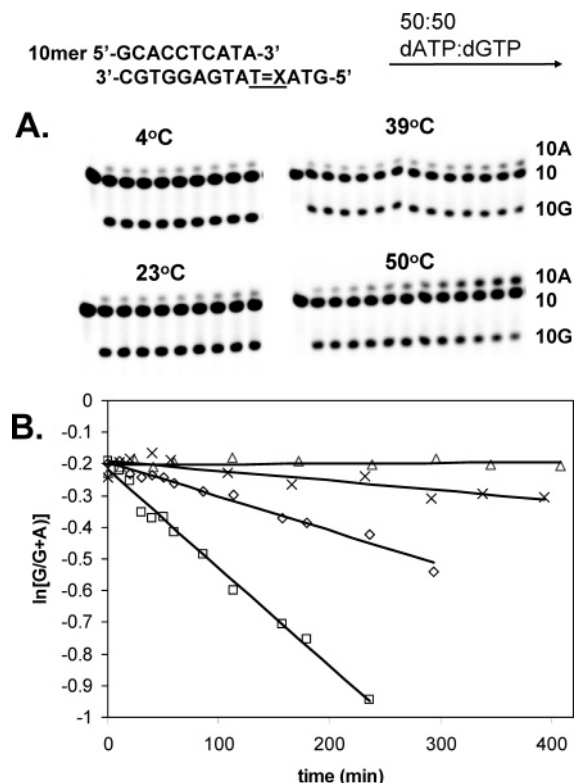 50:50
dATP:dGTP
10mer 5’-GCACCTCATA-3’
3’-CGTGGAGTAT=XATG-5’
A.
4°C
39°C
10A
10
10G
23°C
50°C
10A
10
10G
B.
0
-0.1
-0.2
-0.3
-0.4
-0.5
-0.6
-0.7
-0.8
-0.9
-1
ln[G/G+A)]
0 100 200 300 400
time (min)